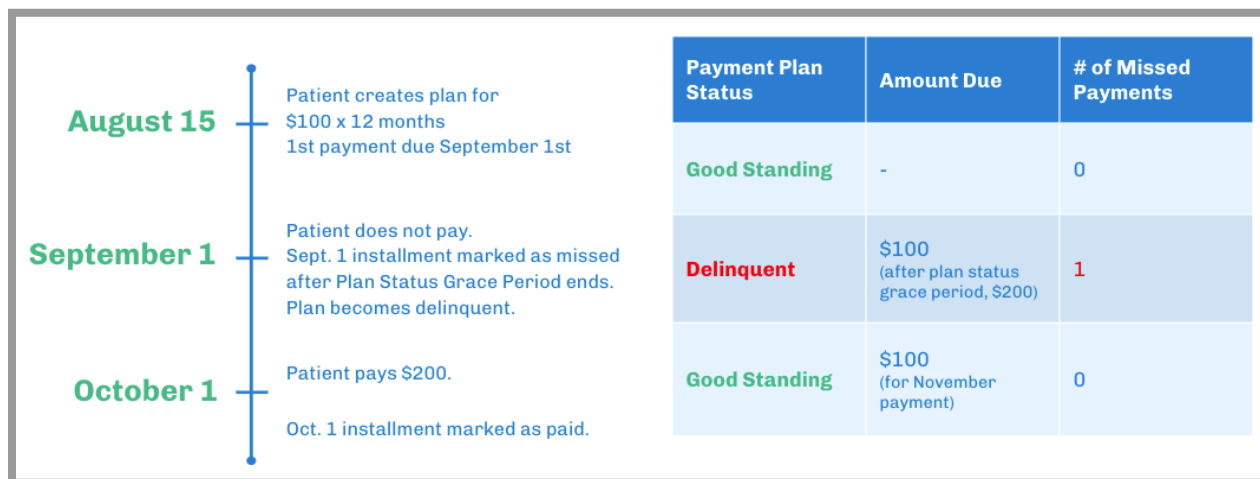 August 15
Patient creates plan for
$100 x 12 months
1st payment due September 1st
September 1
Patient does not pay.
Sept. 1 installment marked as missed
after Plan Status Grace Period ends.
Plan becomes delinquent.
October 1
Patient pays $200.
Oct. 1 installment marked as paid.
Payment Plan
Status
Amount Due
# of Missed
Payments
Good Standing
-
0
Delinquent
$100
(after plan status
grace period, $200)
1
Good Standing
$100
(for November
payment)
0